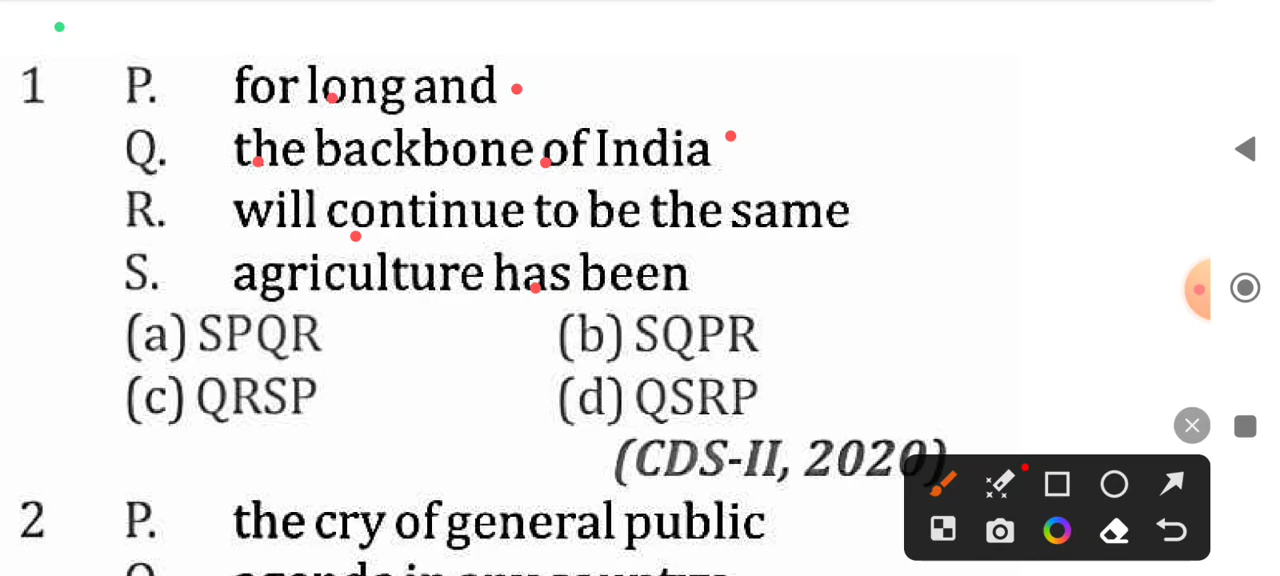 1 P. for long and
Q. the backbone of India
R. will continue to be the same
S. agriculture has been
(a) SPQR (b) SQPR
(c) QRSP (d) QSRP
(CDS-II, 2020)
2 P. the cry of general public